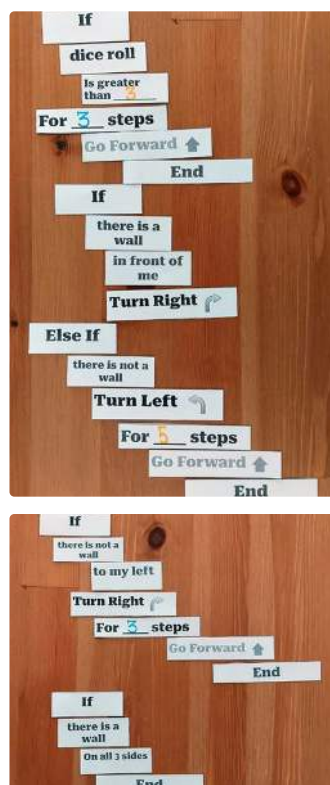 If
dice roll
Is greater
than 3
For 3 steps
Go Forward
End
If
there is a
wall
in front of
me
Turn Right
Else If
there is not a
wall
Turn Left
For 5 steps
Go Forward
End
If
there is not a
wall
to my left
Turn Right
For 3 steps
Go Forward
End
If
there is a
wall
On all 3 sides
End